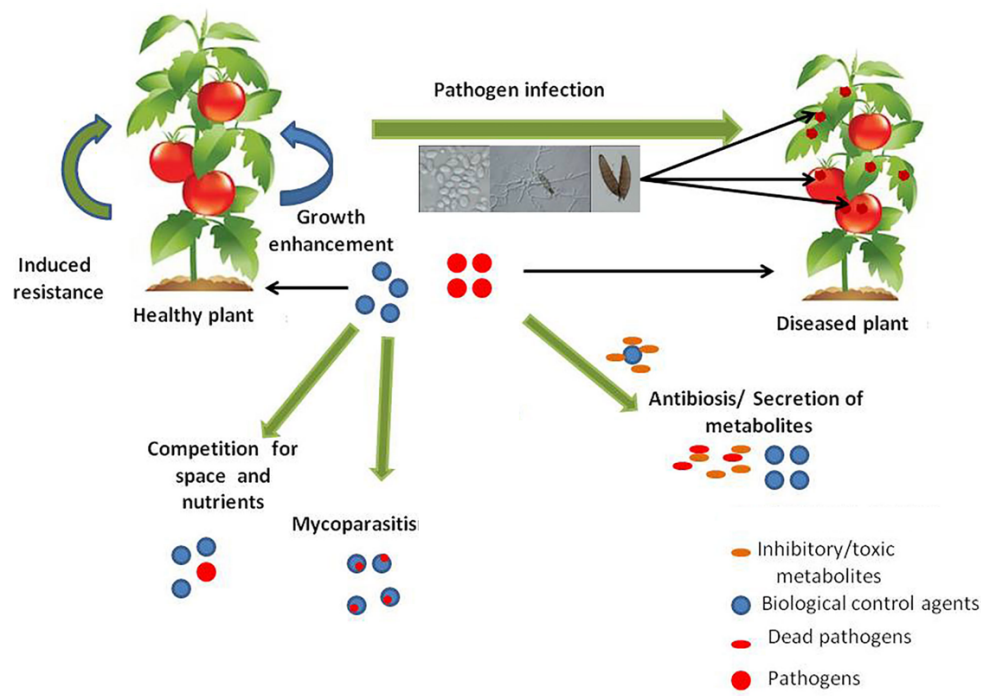 Pathogen infection
Growth
enhancement
Induced
resistance
Healthy plant
Diseased plant
Antibiosis/ Secretion of
metabolites
Competition for
space and
nutrients
Mycoparasitis
Inhibitory/toxic
metabolites
Biological control agents
Dead pathogens
Pathogens